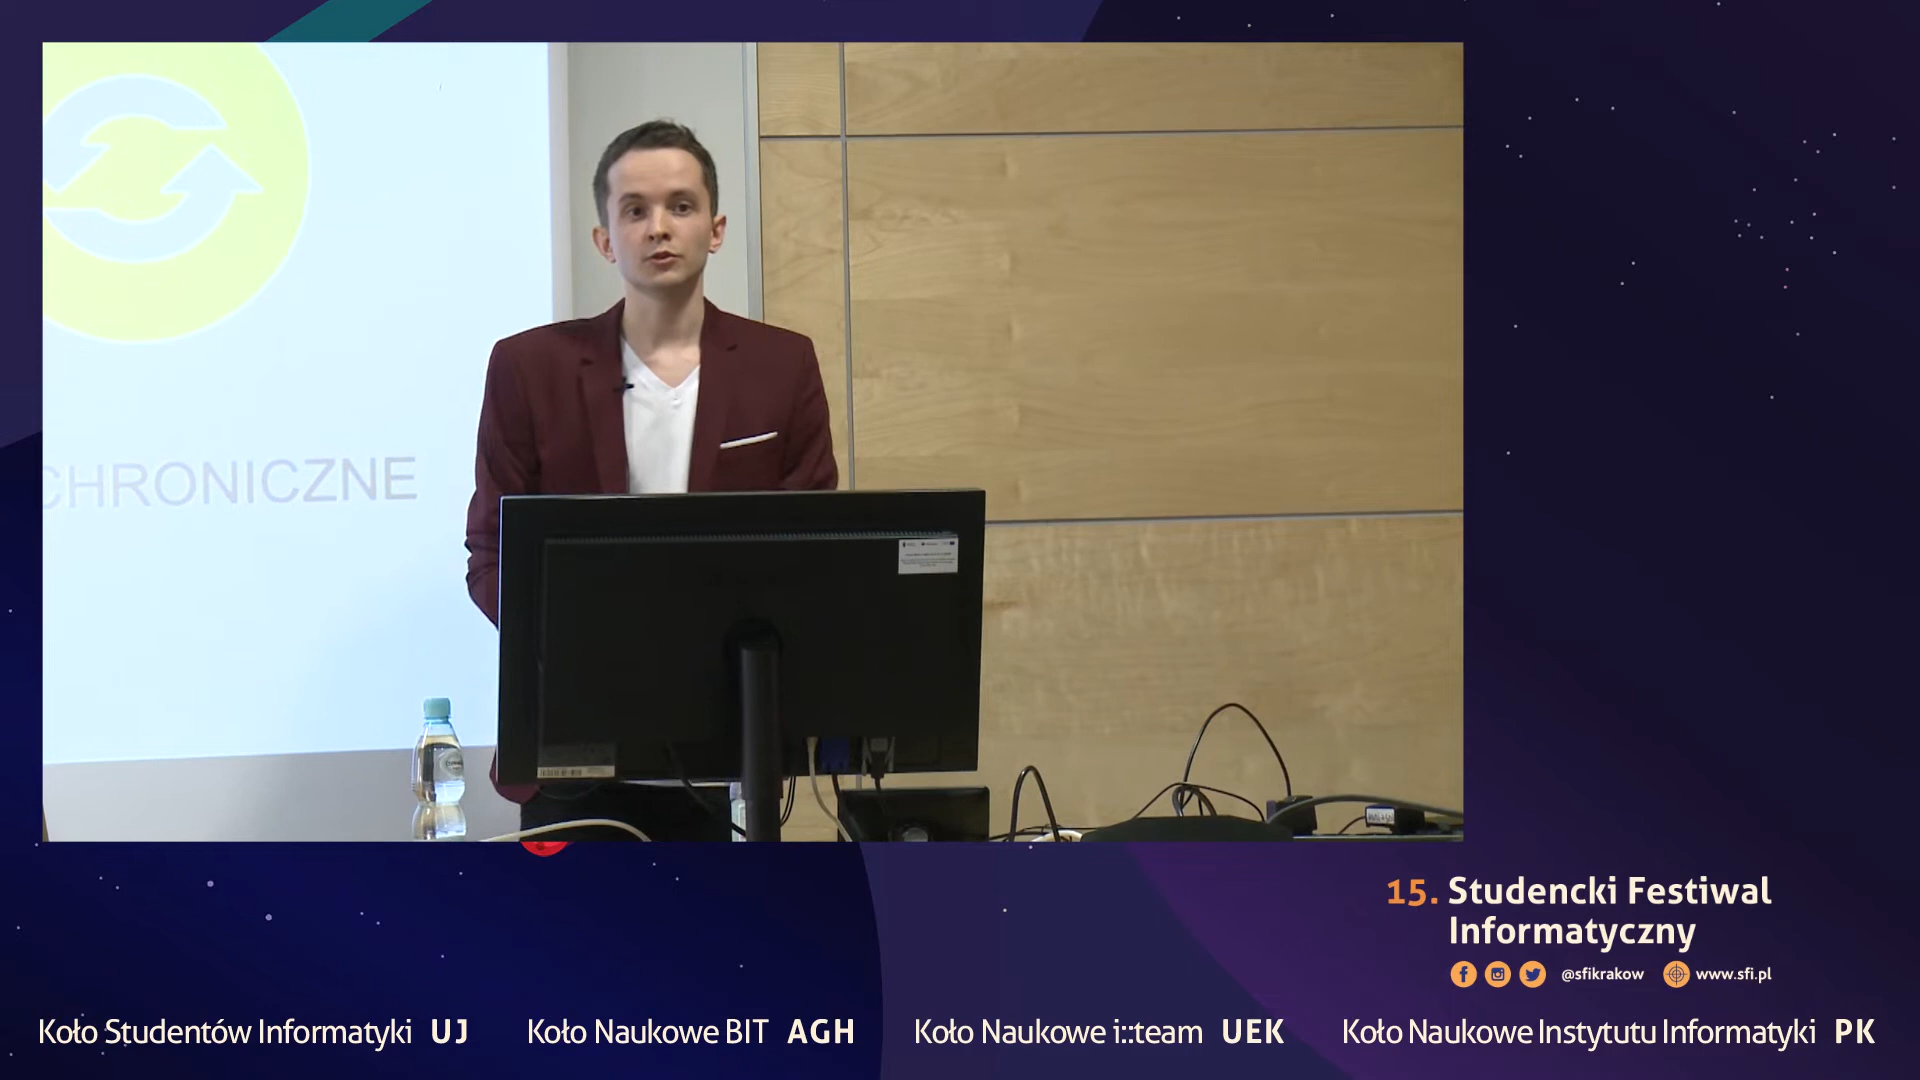 CHRONICZNE
15. Studencki Festiwal
Informatyczny
@sfikrakow www.sfi.pl
Koło Studentów Informatyki UJ Koło Naukowe BIT AGH Koło Naukowe i::team UEK Koło Naukowe Instytutu Informatyki PK